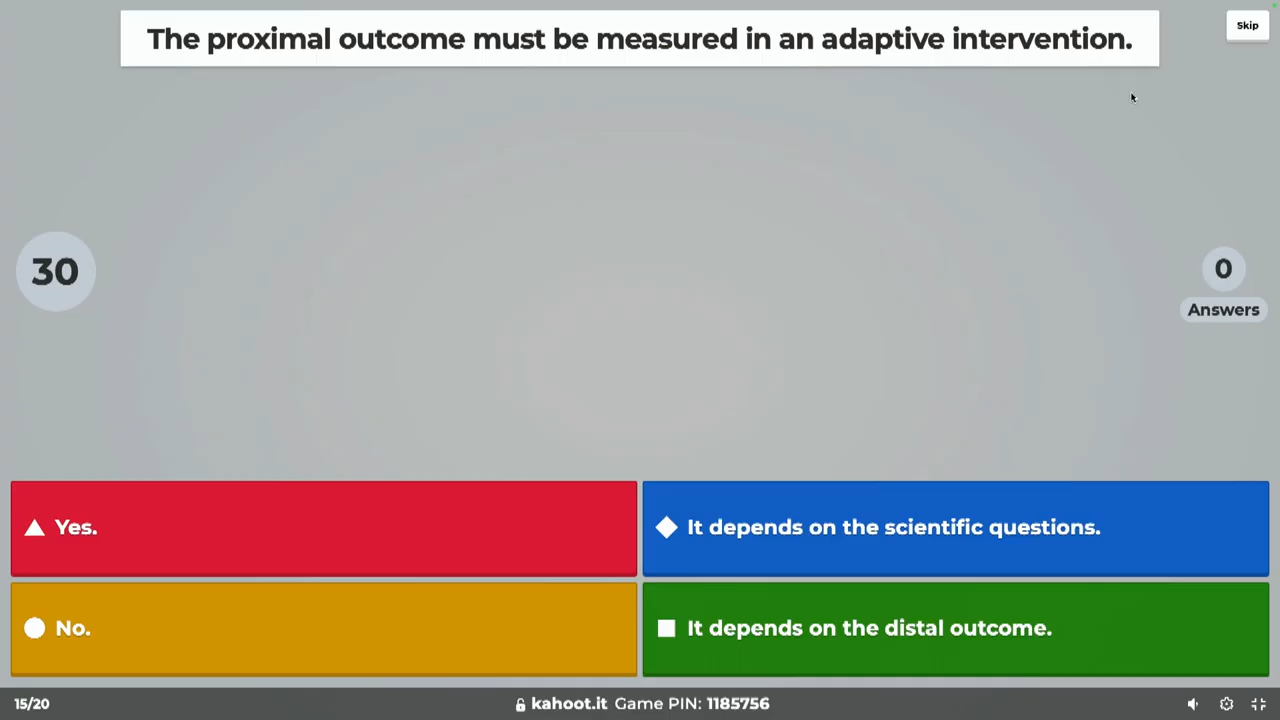 The proximal outcome must be measured in an adaptive intervention.
Skip
30
0
Answers
Yes.
It depends on the scientific questions.
No.
It depends on the distal outcome.
15/20
kahoot.it Game PIN: 1185756